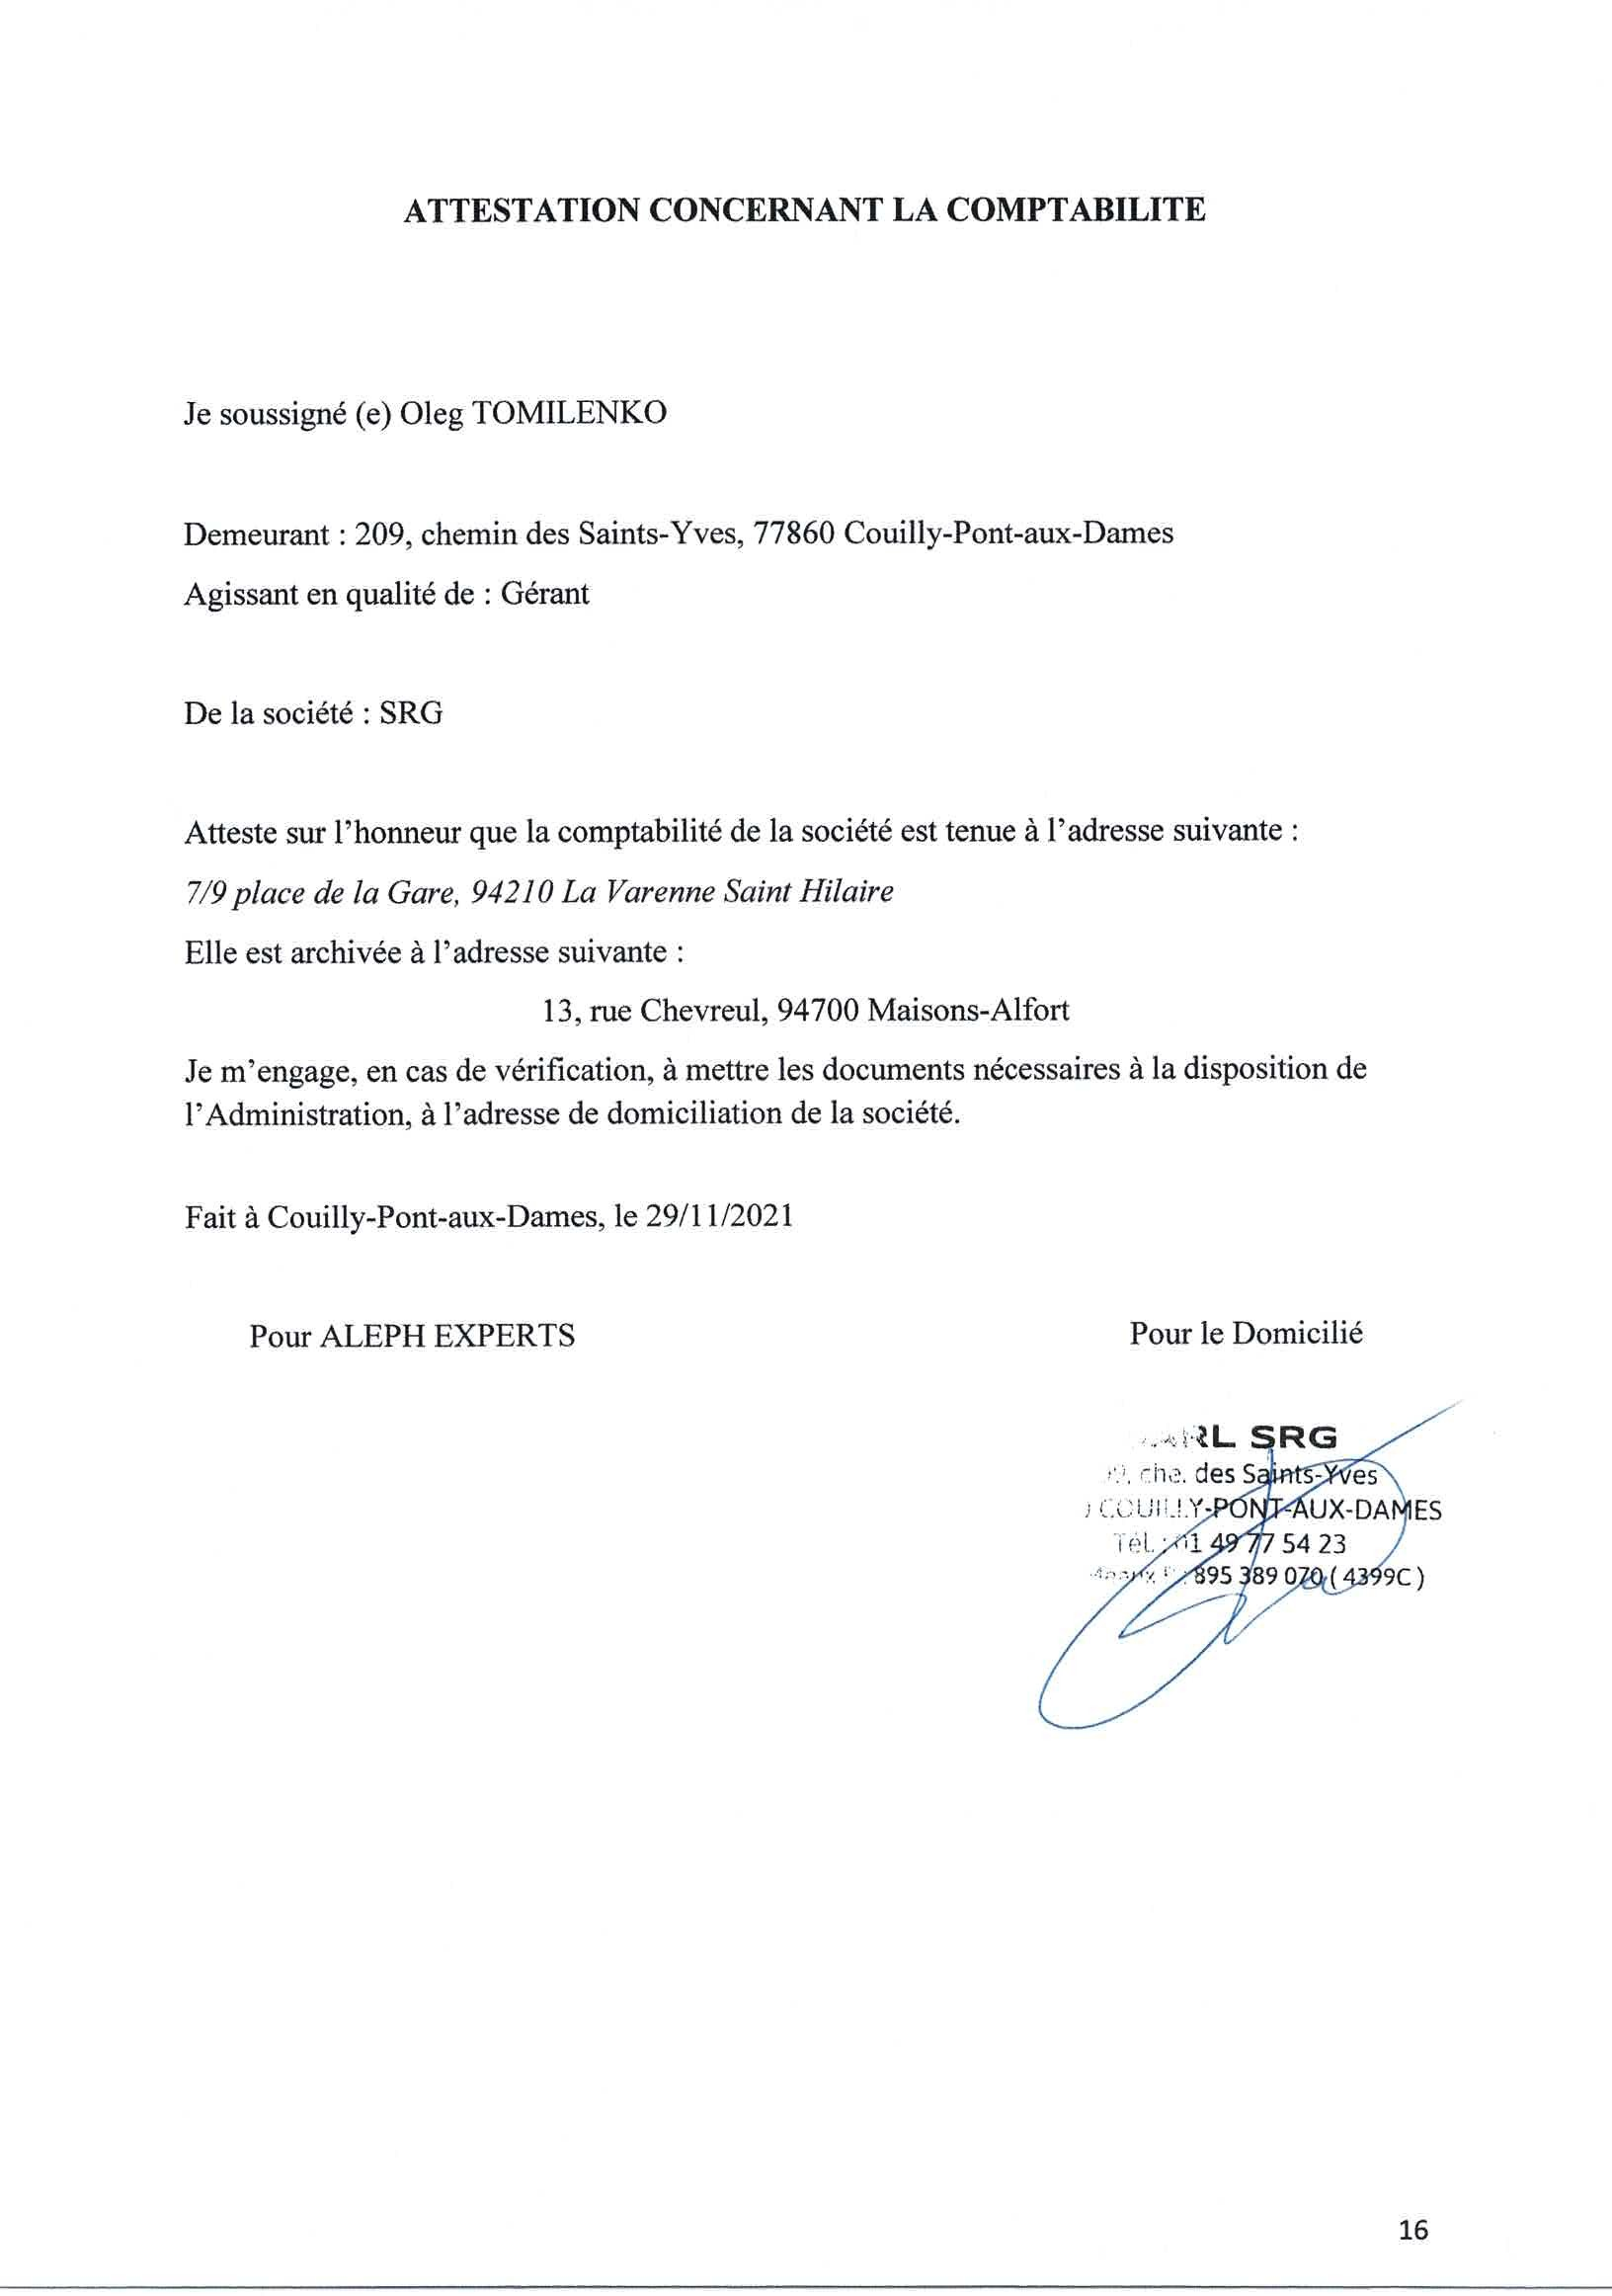 ATTESTATION CONCERNANT LA COMPTABILITE
Je soussigné (e) Oleg TOMILENKO
Demeurant : 209, chemin des Saints-Yves, 77860 Couilly-Pont-aux-Dames
Agissant en qualité de : Gérant
De la société : SRG
Atteste sur l’honneur que la comptabilité de la société est tenue à l’adresse suivante :
7/9 place de la Gare, 94210 La Varenne Saint Hilaire
Elle est archivée à l’adresse suivante :
13, rue Chevreul, 94700 Maisons-Alfort
Je m’engage, en cas de vérification, à mettre les documents nécessaires à la disposition de
l’Administration, à l’adresse de domiciliation de la société.
Fait à Couilly-Pont-aux-Dames, le 29/11/2021
Pour ALEPH EXPERTS
Pour le Domicilié
SRG
che. des Saints-Yves
COUILLY-PONT-AUX-DAMES
Tél. : 01 49 77 54 23
895 389 070 ( 4399C )
16